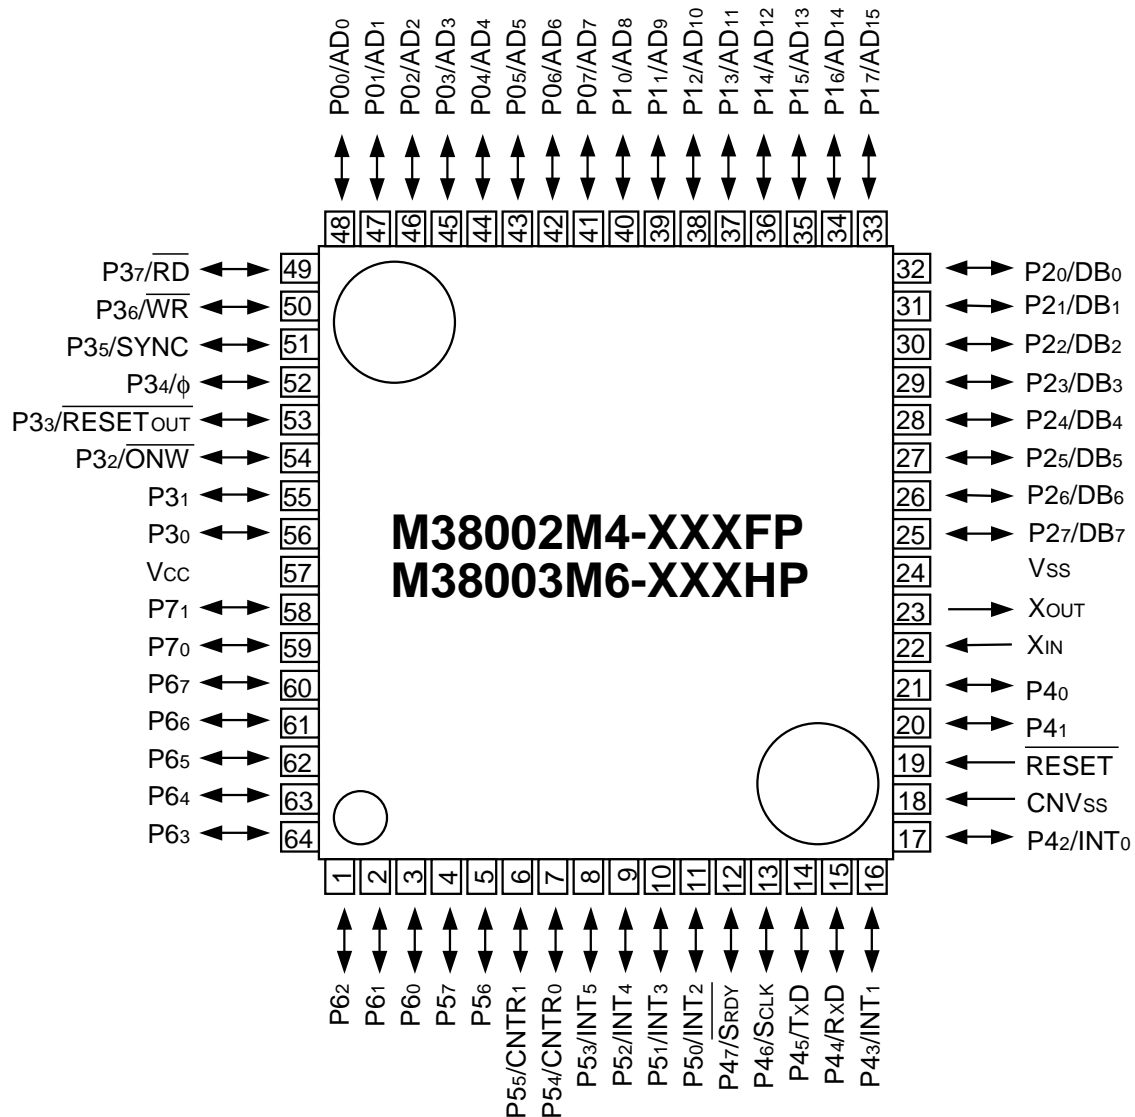 P00/AD0
P01/AD1
P02/AD2
P03/AD3
P04/AD4
P05/AD5
P06/AD6
P07/AD7
P10/AD8
P11/AD9
P12/AD10
P13/AD11
P14/AD12
P15/AD13
P16/AD14
P17/AD15
48
47
46
45
44
43
42
41
40
39
38
37
36
35
34
33
P37/RD
P36/WR
P35/SYNC
P34/ϕ
P33/RESETOUT
P32/ONW
P31
P30
VCC
P71
P70
P67
P66
P65
P64
P63
49
50
51
52
53
54
55
56
57
58
59
60
61
62
63
64
M38002M4-XXXFP
M38003M6-XXXHP
32
31
30
29
28
27
26
25
24
23
22
21
20
19
18
17
P20/DB0
P21/DB1
P22/DB2
P23/DB3
P24/DB4
P25/DB5
P26/DB6
P27/DB7
VSS
XOUT
XIN
P40
P41
RESET
CNVSS
P42/INT0
1
2
3
4
5
6
7
8
9
10
11
12
13
14
15
16
P62
P61
P60
P57
P56
P55/CNTR1
P54/CNTR0
P53/INT5
P52/INT4
P51/INT3
P50/INT2
P47/SRDY
P46/SCLK
P45/TXD
P44/RXD
P43/INT1